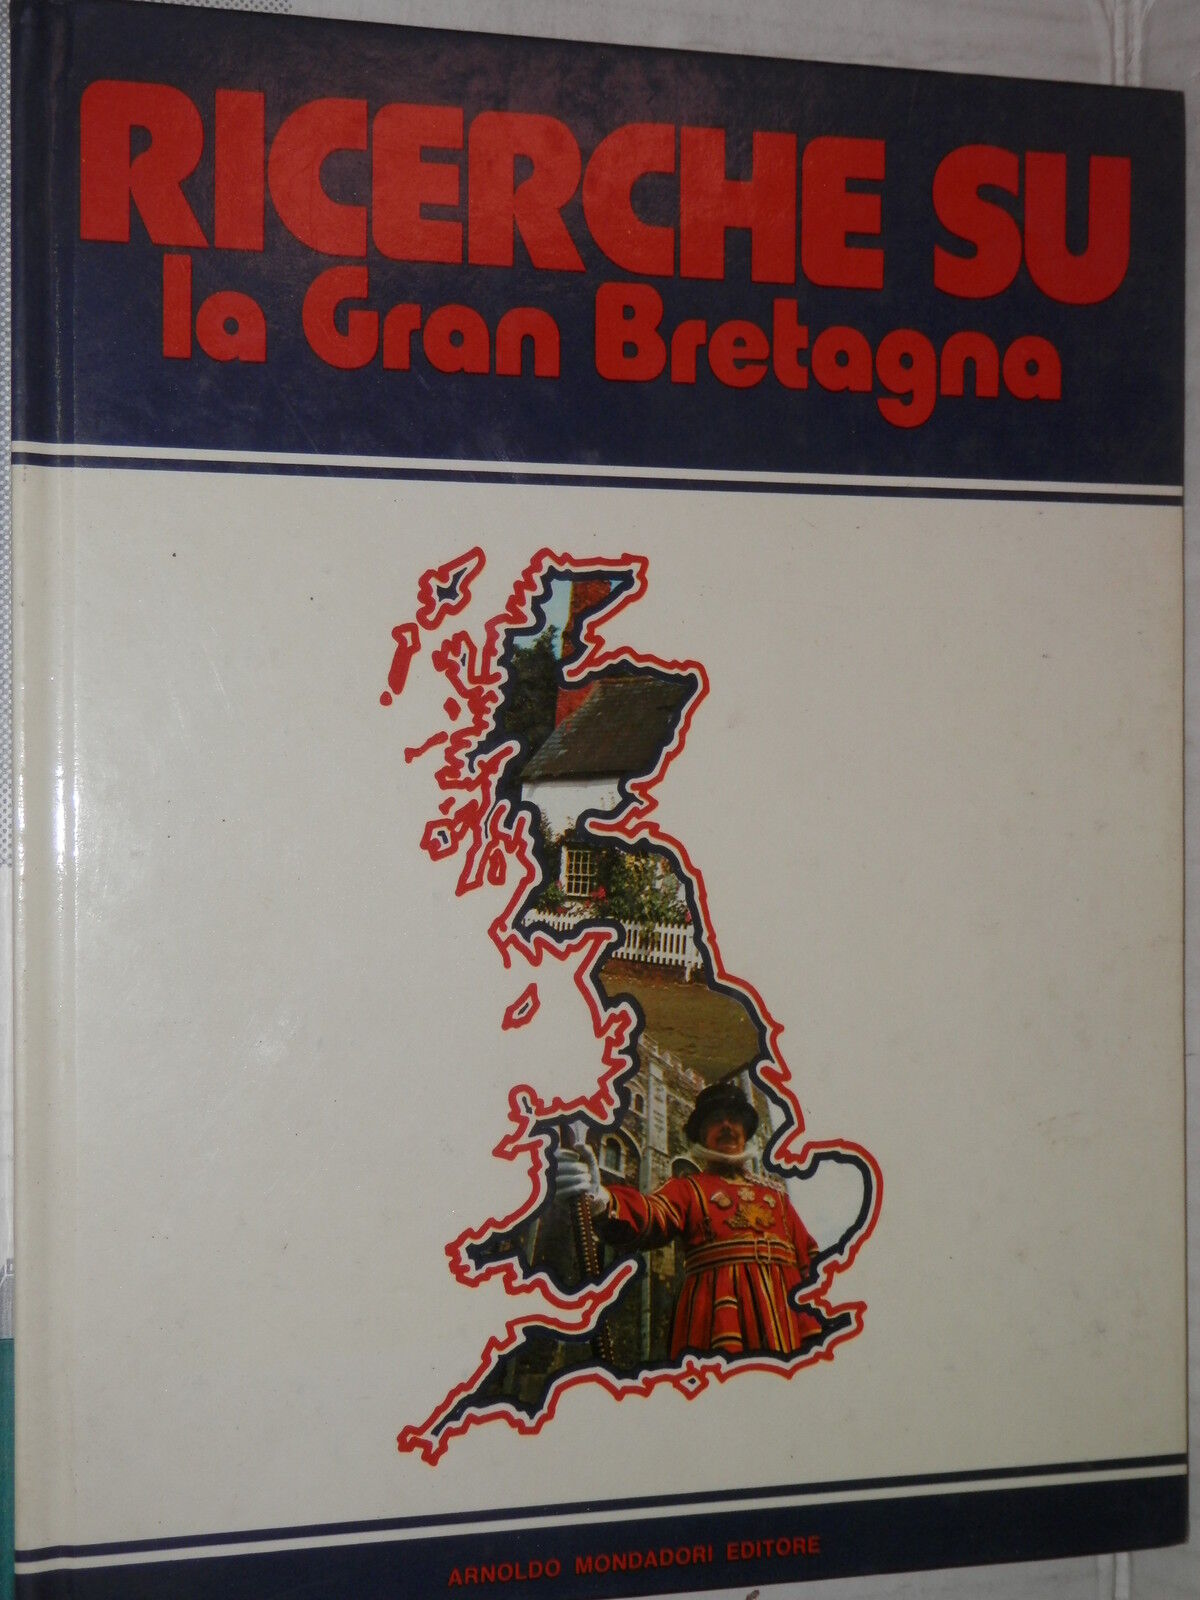 RICERCHE SU
la Gran Bretagna
ARNOLDO MONDADORI EDITORE